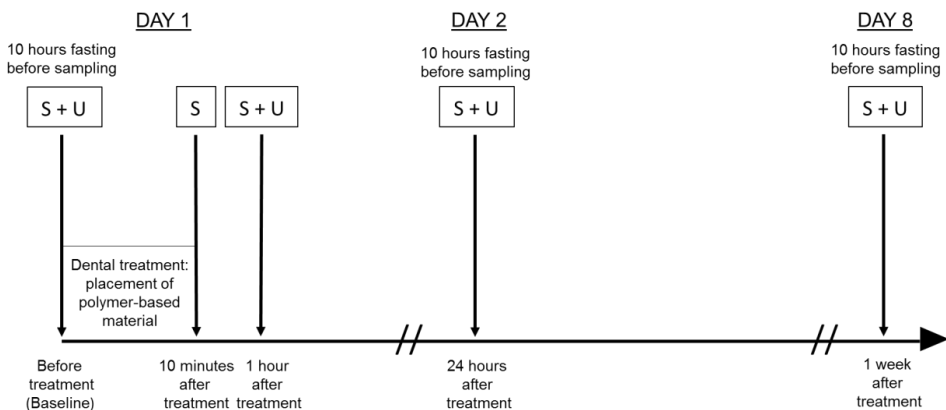 DAY 1
DAY 2
DAY 8
10 hours fasting
before sampling
10 hours fasting
before sampling
10 hours fasting
before sampling
S + U
S
S + U
S + U
S + U
Dental treatment:
placement of
polymer-based
material
Before
treatment
(Baseline)
10 minutes
after
treatment
1 hour
after
treatment
24 hours
after
treatment
1 week
after
treatment